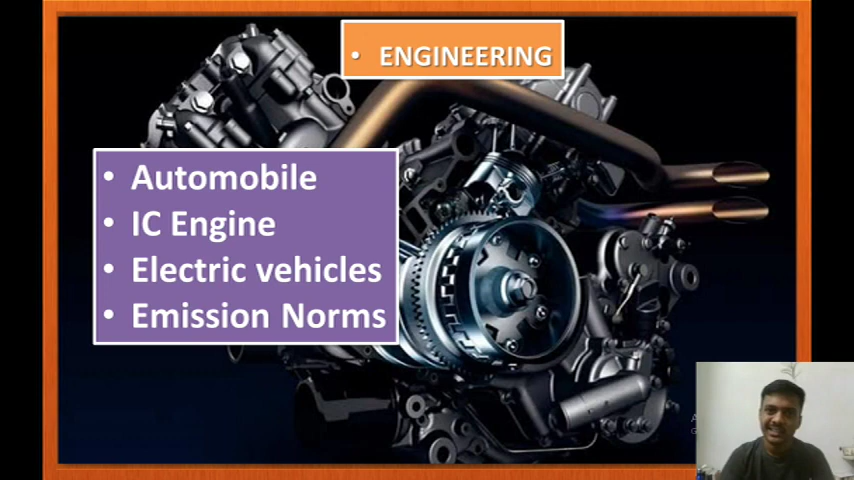 • ENGINEERING
• Automobile
• IC Engine
• Electric vehicles
• Emission Norms